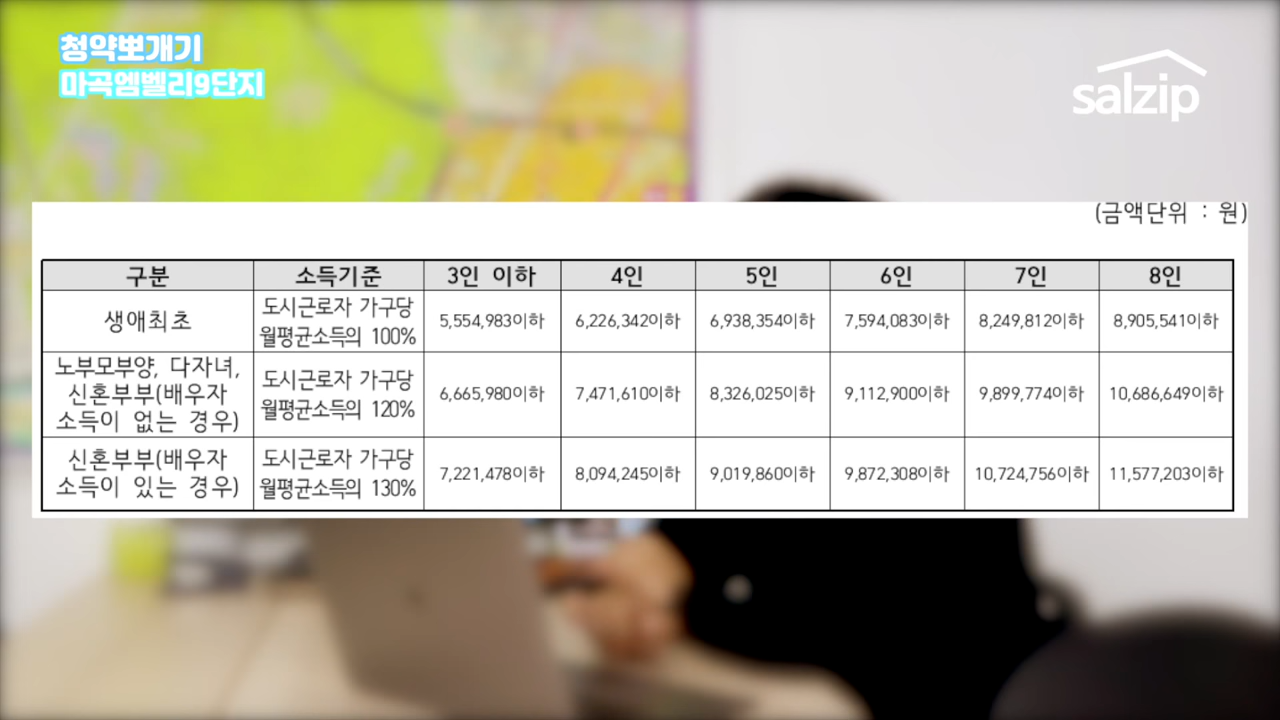 청약뽀개기
마곡엠벨리9단지
salzip
(금액단위 : 원)
구분 소득기준 3인 이하 4인 5인 6인 7인 8인
생애최초 도시근로자 가구당 월평균소득의 100% 5,554,983이하 6,226,342이하 6,938,354이하 7,594,083이하 8,249,812이하 8,905,541이하
노부모부양, 다자녀, 신혼부부(배우자 소득이 없는 경우) 도시근로자 가구당 월평균소득의 120% 6,665,980이하 7,471,610이하 8,326,025이하 9,112,900이하 9,899,774이하 10,686,649이하
신혼부부(배우자 소득이 있는 경우) 도시근로자 가구당 월평균소득의 130% 7,221,478이하 8,094,245이하 9,019,860이하 9,872,308이하 10,724,756이하 11,577,203이하